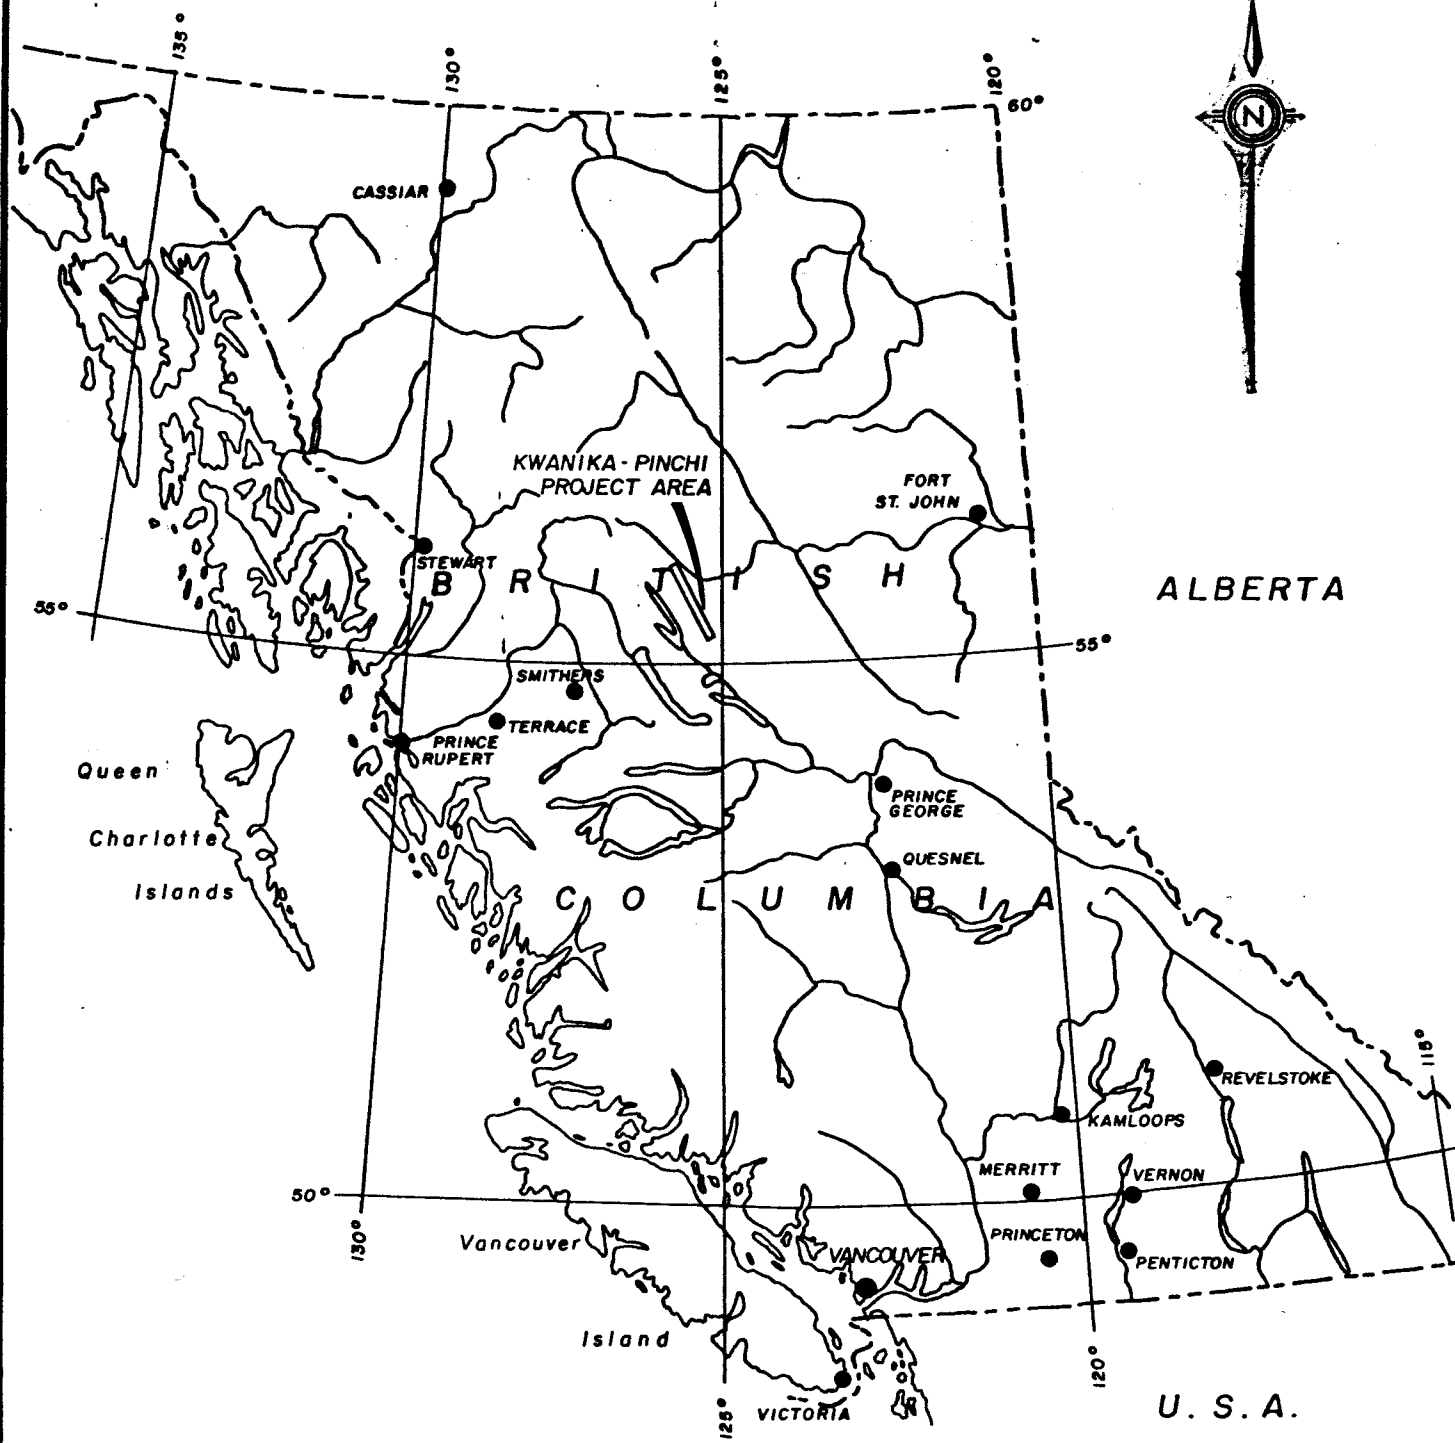 135°
130°
125°
120°
60°
N
CASSIAR
KWANIKA-PINCHI
PROJECT AREA
FORT
ST. JOHN
STEWART
BRITISH
ALBERTA
55°
55°
SMITHERS
TERRACE
PRINCE
RUPERT
Queen
Charlotte
Islands
PRINCE
GEORGE
QUESNEL
COLUMBIA
115°
REVELSTOKE
KAMLOOPS
MERRITT
VERNON
50°
PRINCETON
PENTICTON
130°
Vancouver
VANCOUVER
Island
120°
125°
VICTORIA
U.S.A.